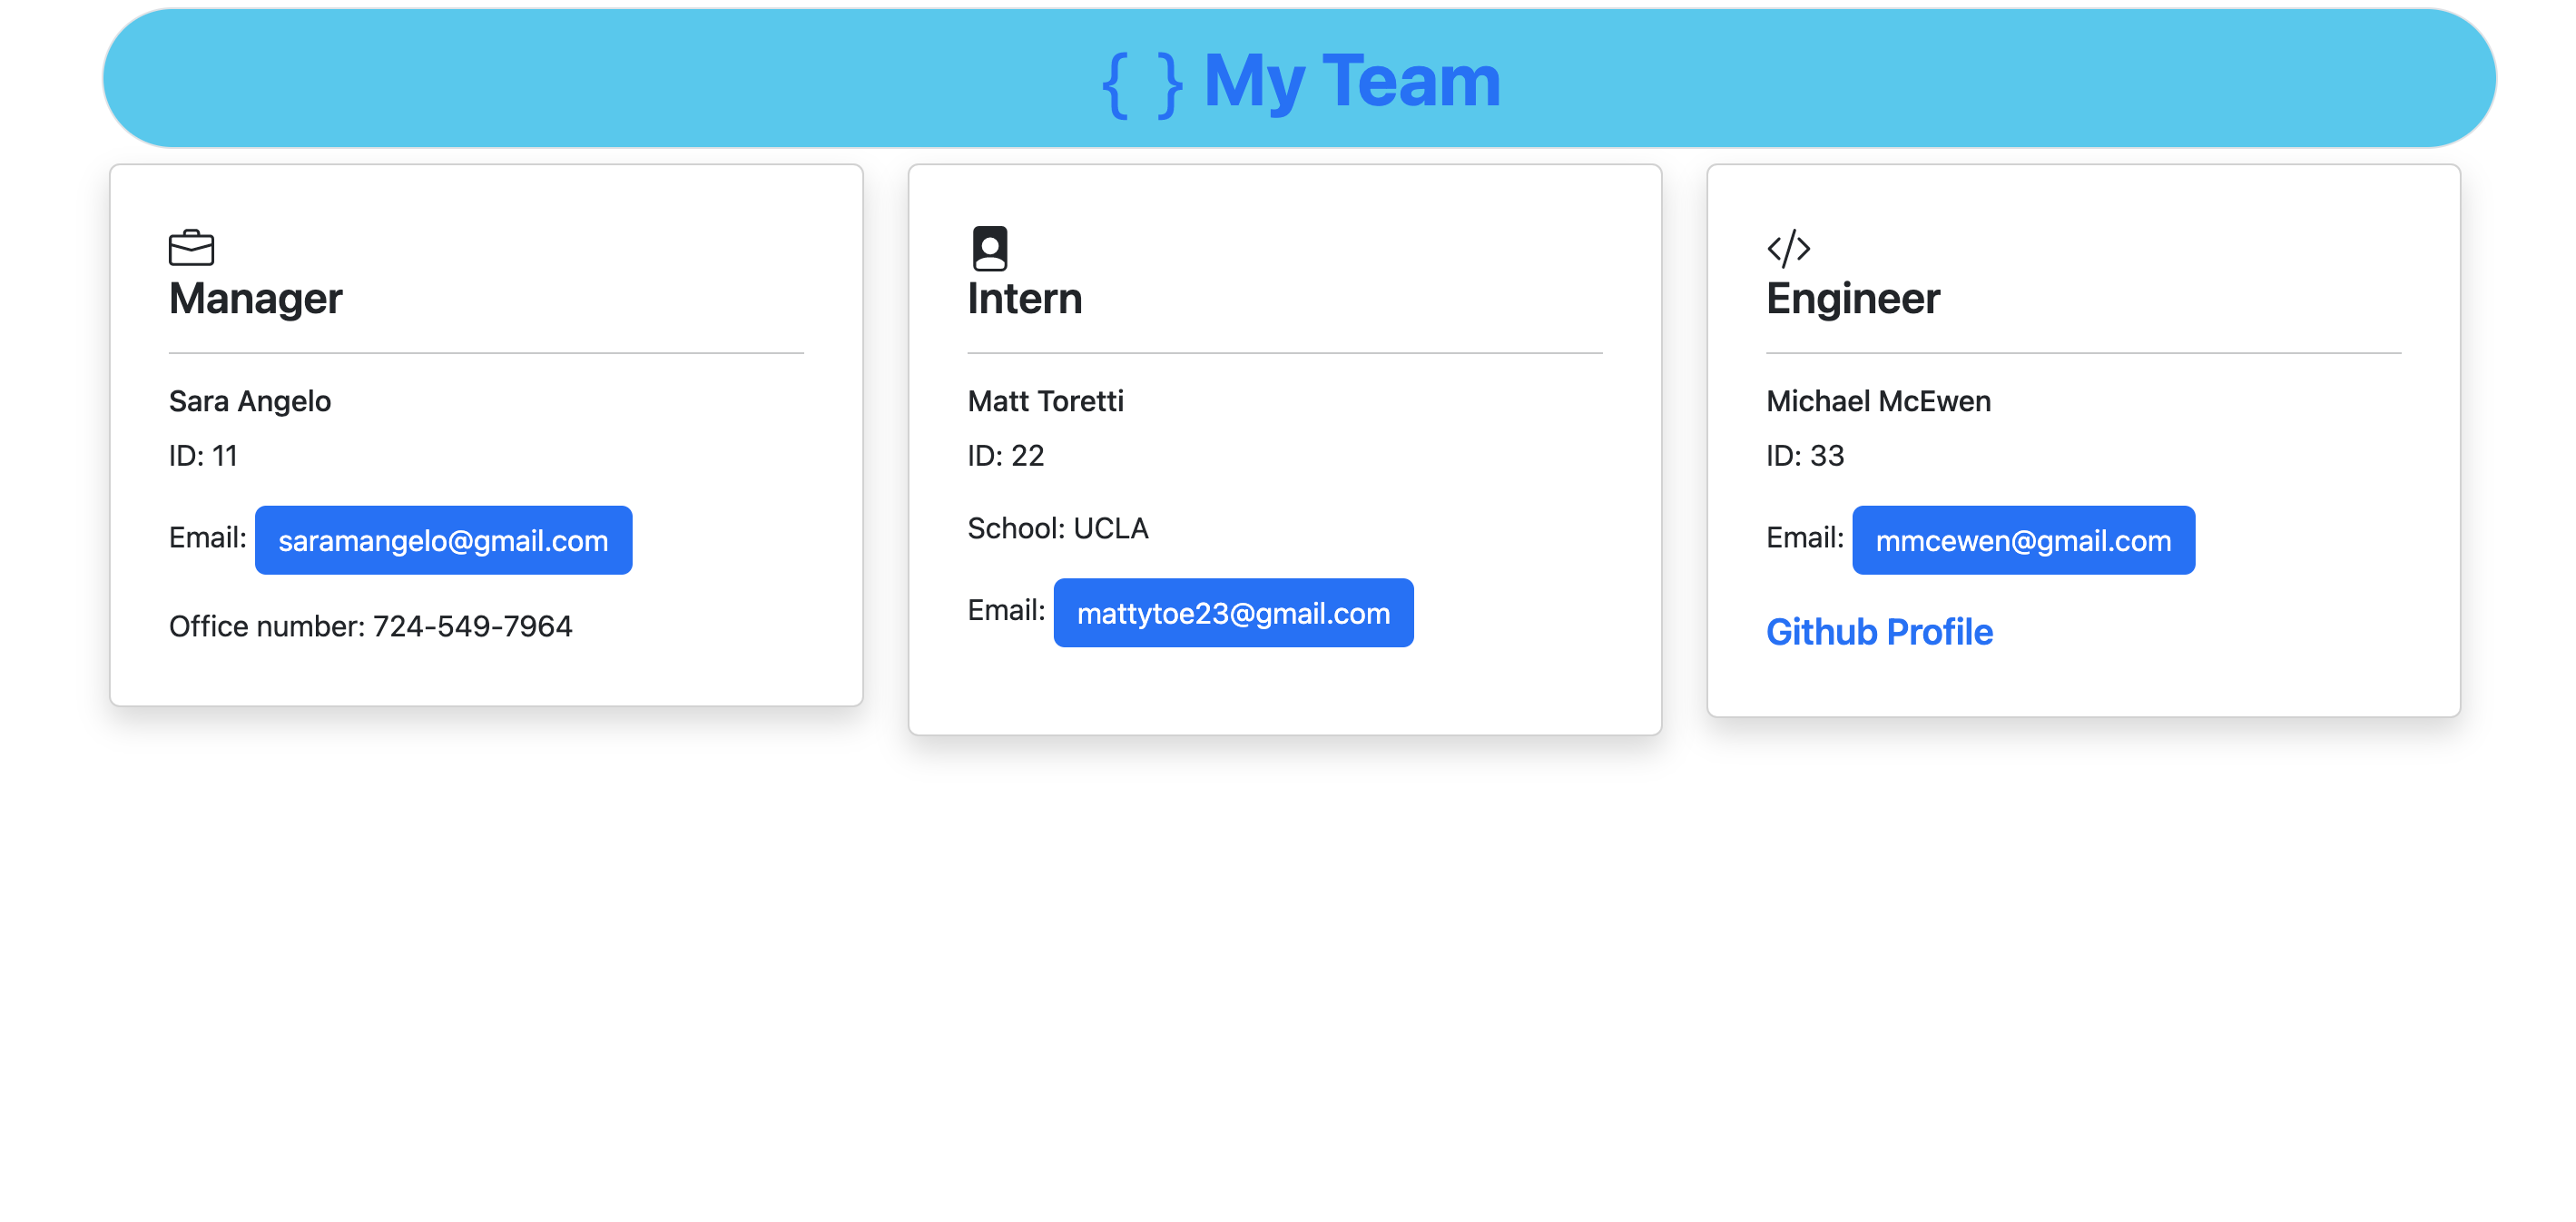 { } My Team
Manager
Sara Angelo
ID: 11
Email: saramangelo@gmail.com
Office number: 724-549-7964
Intern
Matt Toretti
ID: 22
School: UCLA
Email: mattytoe23@gmail.com
</> Engineer
Michael McEwen
ID: 33
Email: mmcewen@gmail.com
Github Profile